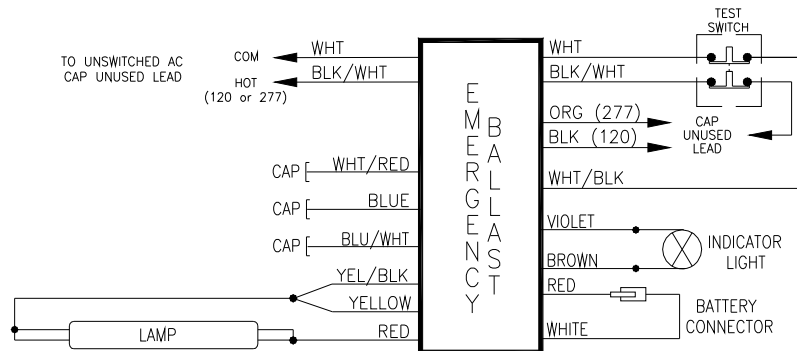 TEST
SWITCH
TO UNSWITCHED AC
CAP UNUSED LEAD
COM
WHT
HOT
(120 or 277)
BLK/WHT
WHT
BLK/WHT
ORG (277)
BLK (120)
CAP
UNUSED
LEAD
EMERGENCY
BALLAST
CAP
WHT/RED
WHT/BLK
CAP
BLUE
VIOLET
CAP
BLU/WHT
INDICATOR
LIGHT
BROWN
YEL/BLK
RED
YELLOW
BATTERY
CONNECTOR
LAMP
RED
WHITE